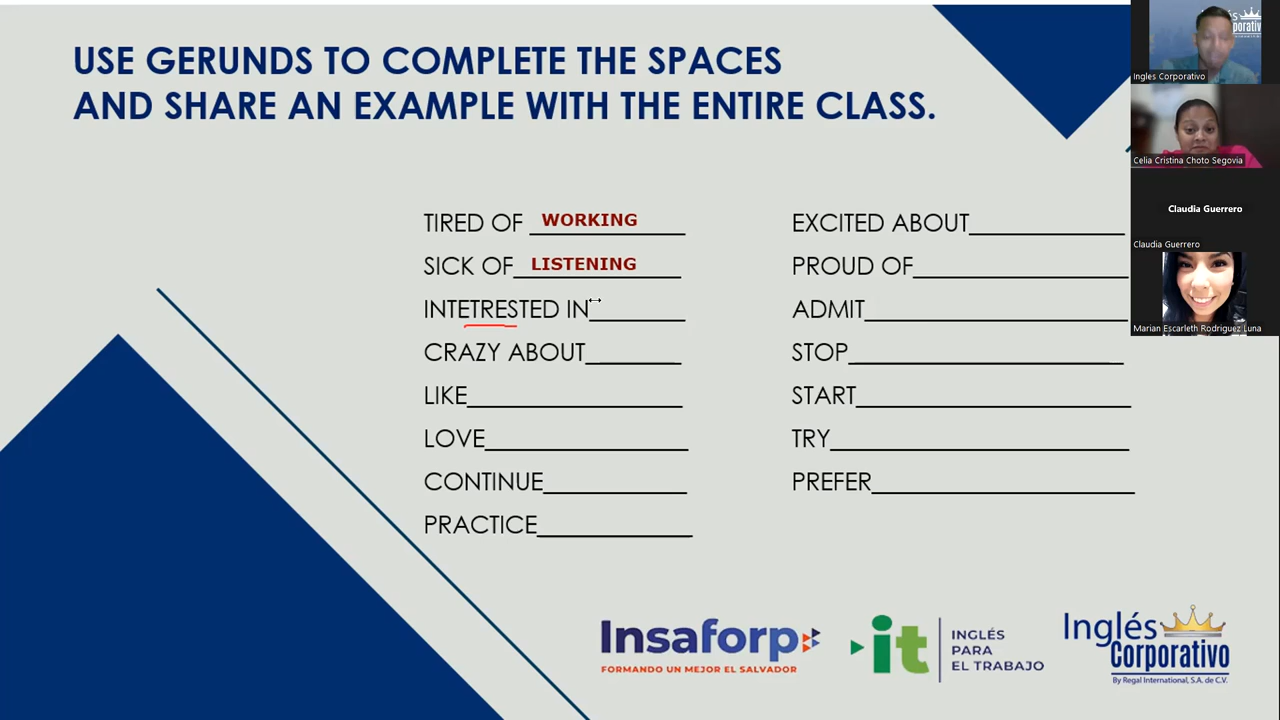 USE GERUNDS TO COMPLETE THE SPACES
AND SHARE AN EXAMPLE WITH THE ENTIRE CLASS.
TIRED OF WORKING
SICK OF LISTENING
INTETRESTED IN
CRAZY ABOUT
LIKE
LOVE
CONTINUE
PRACTICE
EXCITED ABOUT
PROUD OF
ADMIT
STOP
START
TRY
PREFER
Insaforp
FORMANDO UN MEJOR EL SALVADOR
it
INGLÉS
PARA
EL TRABAJO
Inglés
Corporativo
By Regal International, S.A. de C.V.
Ingles Corporativo
Celia Cristina Choto Segovia
Claudia Guerrero
Claudia Guerrero
Marian Escarleth Rodriguez Luna